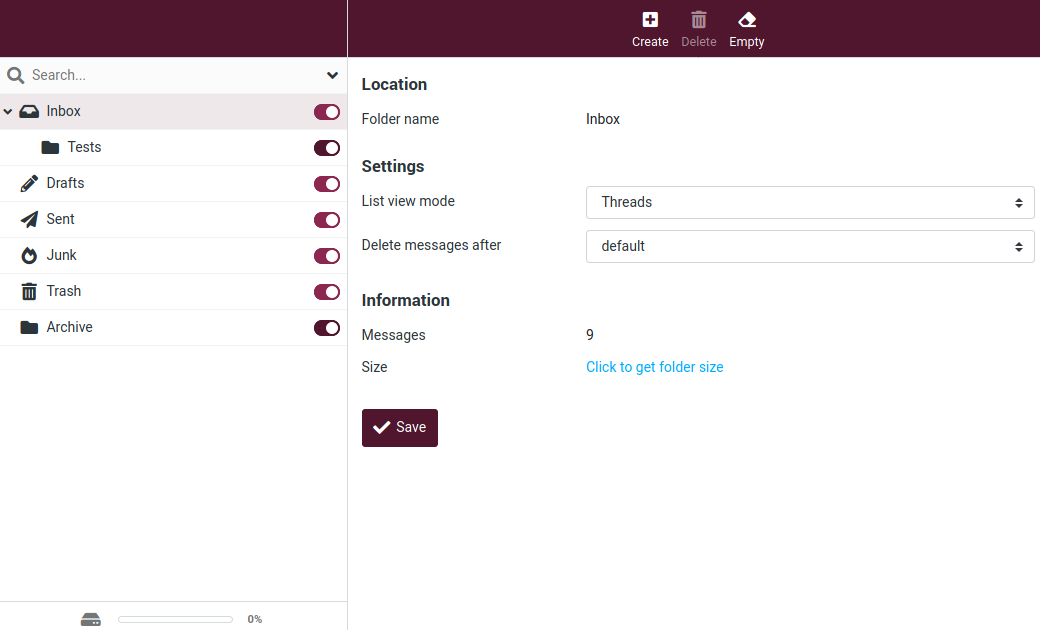 Create
Delete
Empty
Search...
Inbox
Tests
Drafts
Sent
Junk
Trash
Archive
0%
Location
Folder name Inbox
Settings
List view mode Threads
Delete messages after default
Information
Messages 9
Size Click to get folder size
Save